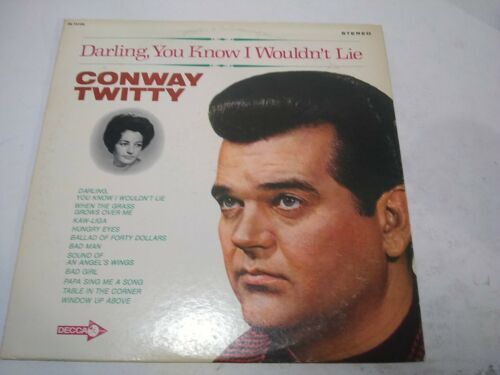 STEREO
Darling, You Know I Wouldn't Lie
CONWAY
TWITTY
DARLING,
YOU KNOW I WOULDN'T LIE
WHEN THE GRASS
GROWS OVER ME
KAW-LIGA
HUNGRY EYES
BALLAD OF FORTY DOLLARS
BAD MAN
SOUND OF
AN ANGEL'S WINGS
BAD GIRL
PAPA SING ME A SONG
TABLE IN THE CORNER
WINDOW UP ABOVE
DECCA